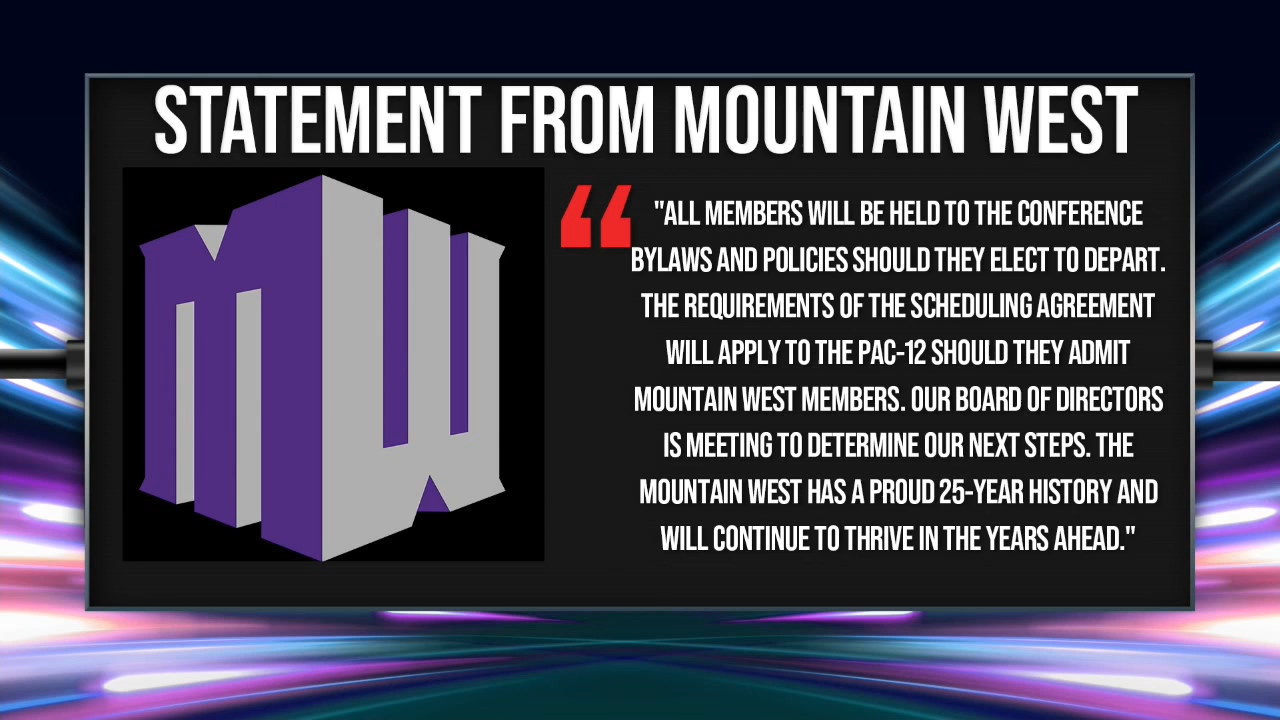 STATEMENT FROM MOUNTAIN WEST
MW
"ALL MEMBERS WILL BE HELD TO THE CONFERENCE
BYLAWS AND POLICIES SHOULD THEY ELECT TO DEPART.
THE REQUIREMENTS OF THE SCHEDULING AGREEMENT
WILL APPLY TO THE PAC-12 SHOULD THEY ADMIT
MOUNTAIN WEST MEMBERS. OUR BOARD OF DIRECTORS
IS MEETING TO DETERMINE OUR NEXT STEPS. THE
MOUNTAIN WEST HAS A PROUD 25-YEAR HISTORY AND
WILL CONTINUE TO THRIVE IN THE YEARS AHEAD."